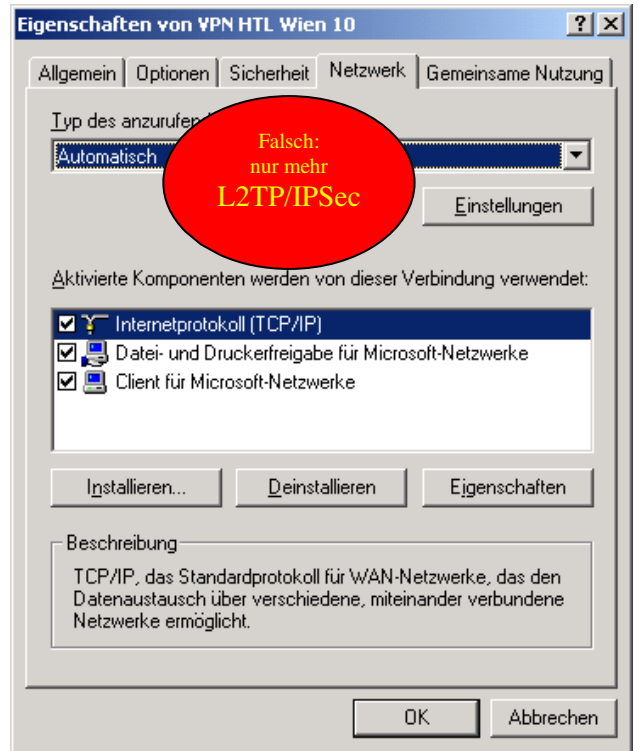 Eigenschaften von VPN HTL Wien 10
Allgemein Optionen Sicherheit Netzwerk Gemeinsame Nutzung
Typ des
Falsch:
nur mehr
L2TP/IPSec
Automatisch
Einstellungen
Aktivierte Komponenten werden von dieser Verbindung verwendet:
Internetprotokoll (TCP/IP)
Datei- und Druckerfreigabe für Microsoft-Netzwerke
Client für Microsoft-Netzwerke
Installieren... Deinstallieren Eigenschaften
Beschreibung
TCP/IP, das Standardprotokoll für WAN-Netzwerke, das den
Datenaustausch über verschiedene, miteinander verbundene
Netzwerke ermöglicht.
OK Abbrechen